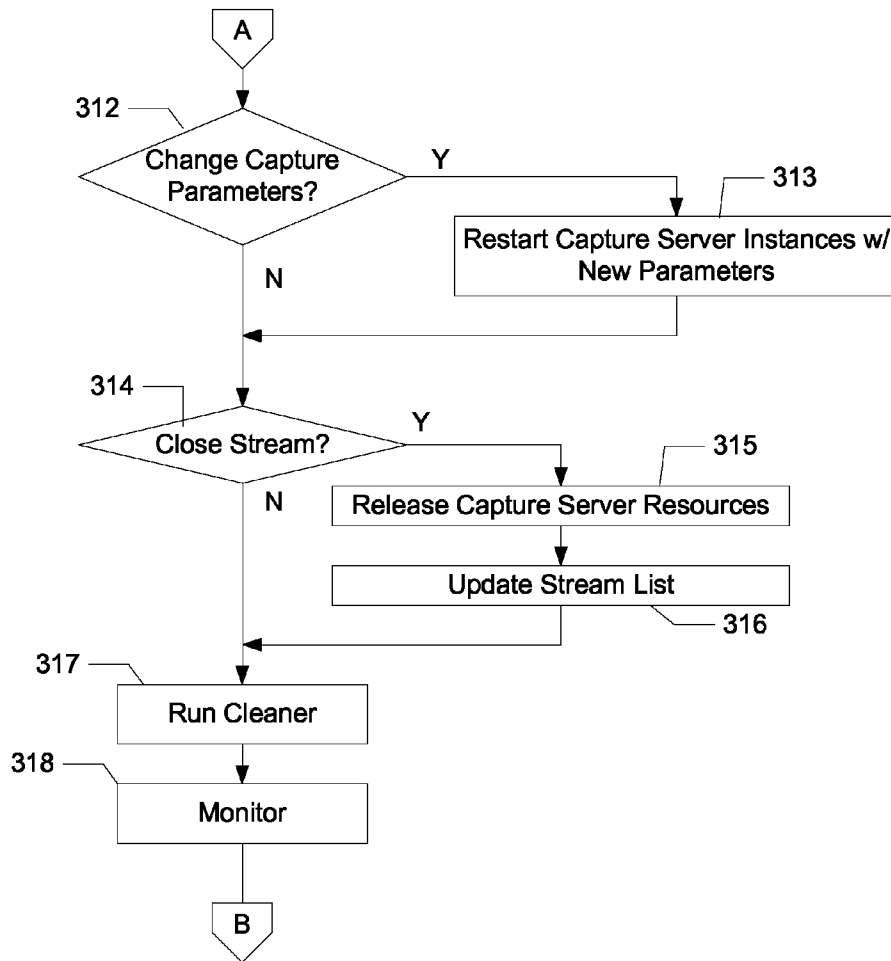 A
312
Change Capture
Parameters?
Y
313
Restart Capture Server Instances w/
New Parameters
N
314
Close Stream?
Y
315
N
Release Capture Server Resources
Update Stream List
316
317
Run Cleaner
318
Monitor
B